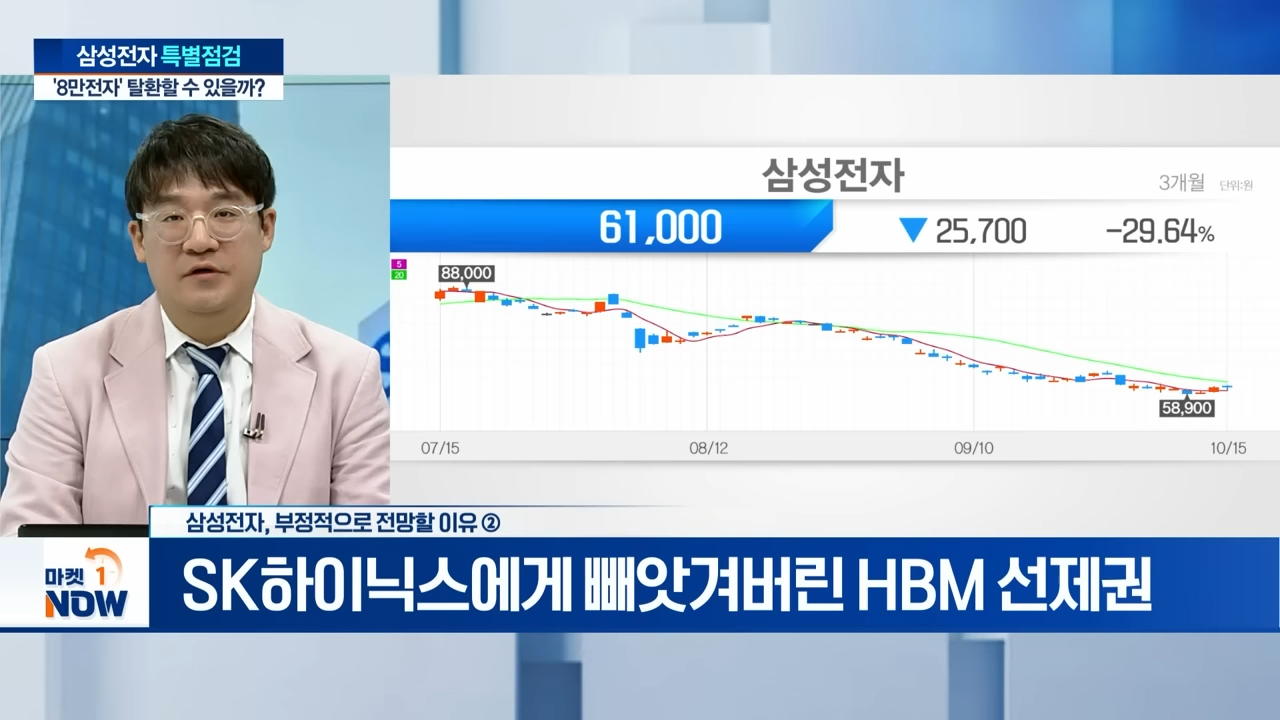 삼성전자 특별점검
'8만전자' 탈환할 수 있을까?
삼성전자
3개월 단위:원
61,000 ▼ 25,700 -29.64%
5
20
88,000
58,900
07/15 08/12 09/10 10/15
삼성전자, 부정적으로 전망할 이유 ②
마켓 1
NOW
SK하이닉스에게 빼앗겨버린 HBM 선제권